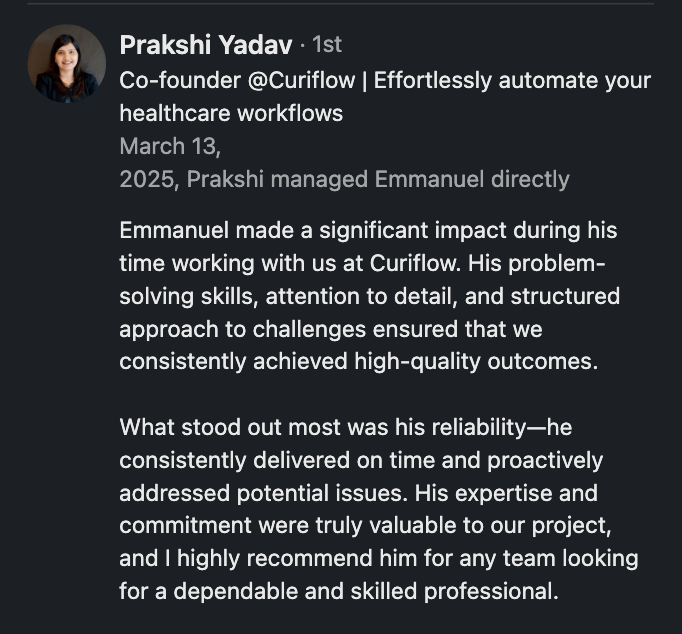 Prakshi Yadav · 1st
Co-founder @Curiflow | Effortlessly automate your
healthcare workflows
March 13,
2025, Prakshi managed Emmanuel directly
Emmanuel made a significant impact during his
time working with us at Curiflow. His problem-
solving skills, attention to detail, and structured
approach to challenges ensured that we
consistently achieved high-quality outcomes.
What stood out most was his reliability—he
consistently delivered on time and proactively
addressed potential issues. His expertise and
commitment were truly valuable to our project,
and I highly recommend him for any team looking
for a dependable and skilled professional.